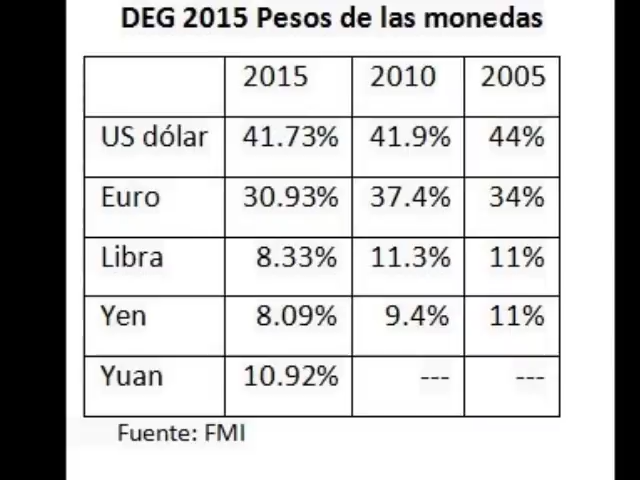 DEG 2015 Pesos de las monedas
2015 2010 2005
US dólar 41.73% 41.9% 44%
Euro 30.93% 37.4% 34%
Libra 8.33% 11.3% 11%
Yen 8.09% 9.4% 11%
Yuan 10.92% --- ---
Fuente: FMI